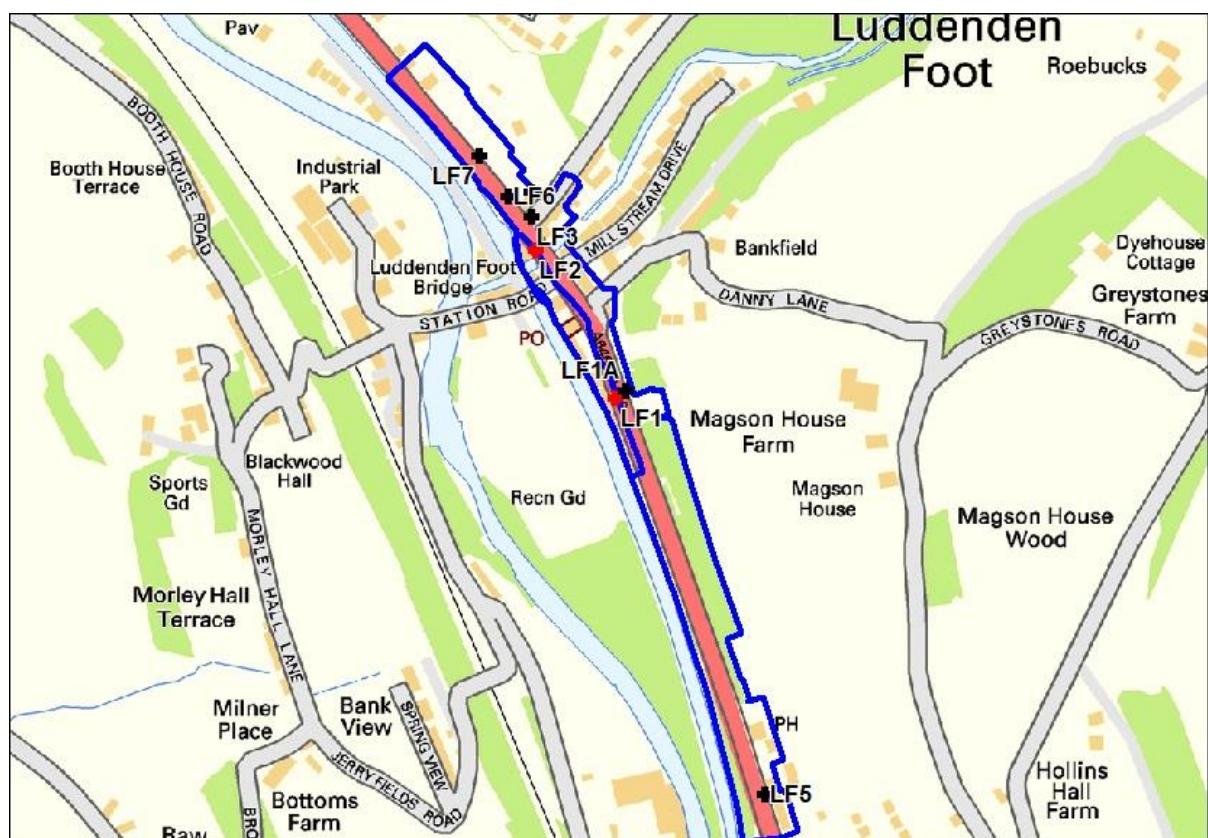 Luddenden
Foot
Pav
Roebucks
BOOTH HOUSE ROAD
Booth House
Terrace
Industrial
Park
LF7
LF6
LF3
LF2
MILL STREAM DRIVE
Bankfield
Dyehouse
Cottage
Luddenden Foot
Bridge
STATION ROAD
DANNY LANE
Greystones
Farm
GREYSTONES ROAD
PO
LF1A
LF1
Magson House
Farm
Blackwood
Hall
Sports
Gd
Recn Gd
Magson
House
Magson House
Wood
MORLEY HALL LANE
Morley Hall
Terrace
Milner
Place
Bank
View
SPRING VIEW
PH
JERRY FIELDS ROAD
Bottoms
Farm
LF5
Hollins
Hall
Farm
BRO
Raw